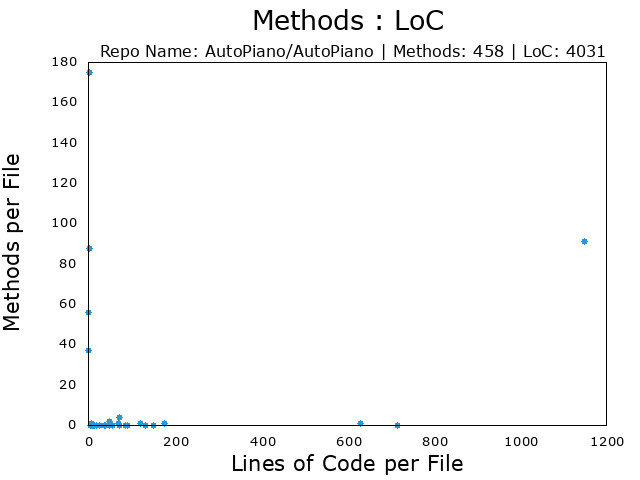 Methods : LoC
Repo Name: AutoPiano/AutoPiano | Methods: 458 | LoC: 4031
Methods per File
180
160
140
120
100
80
60
40
20
0
0 200 400 600 800 1000 1200
Lines of Code per File